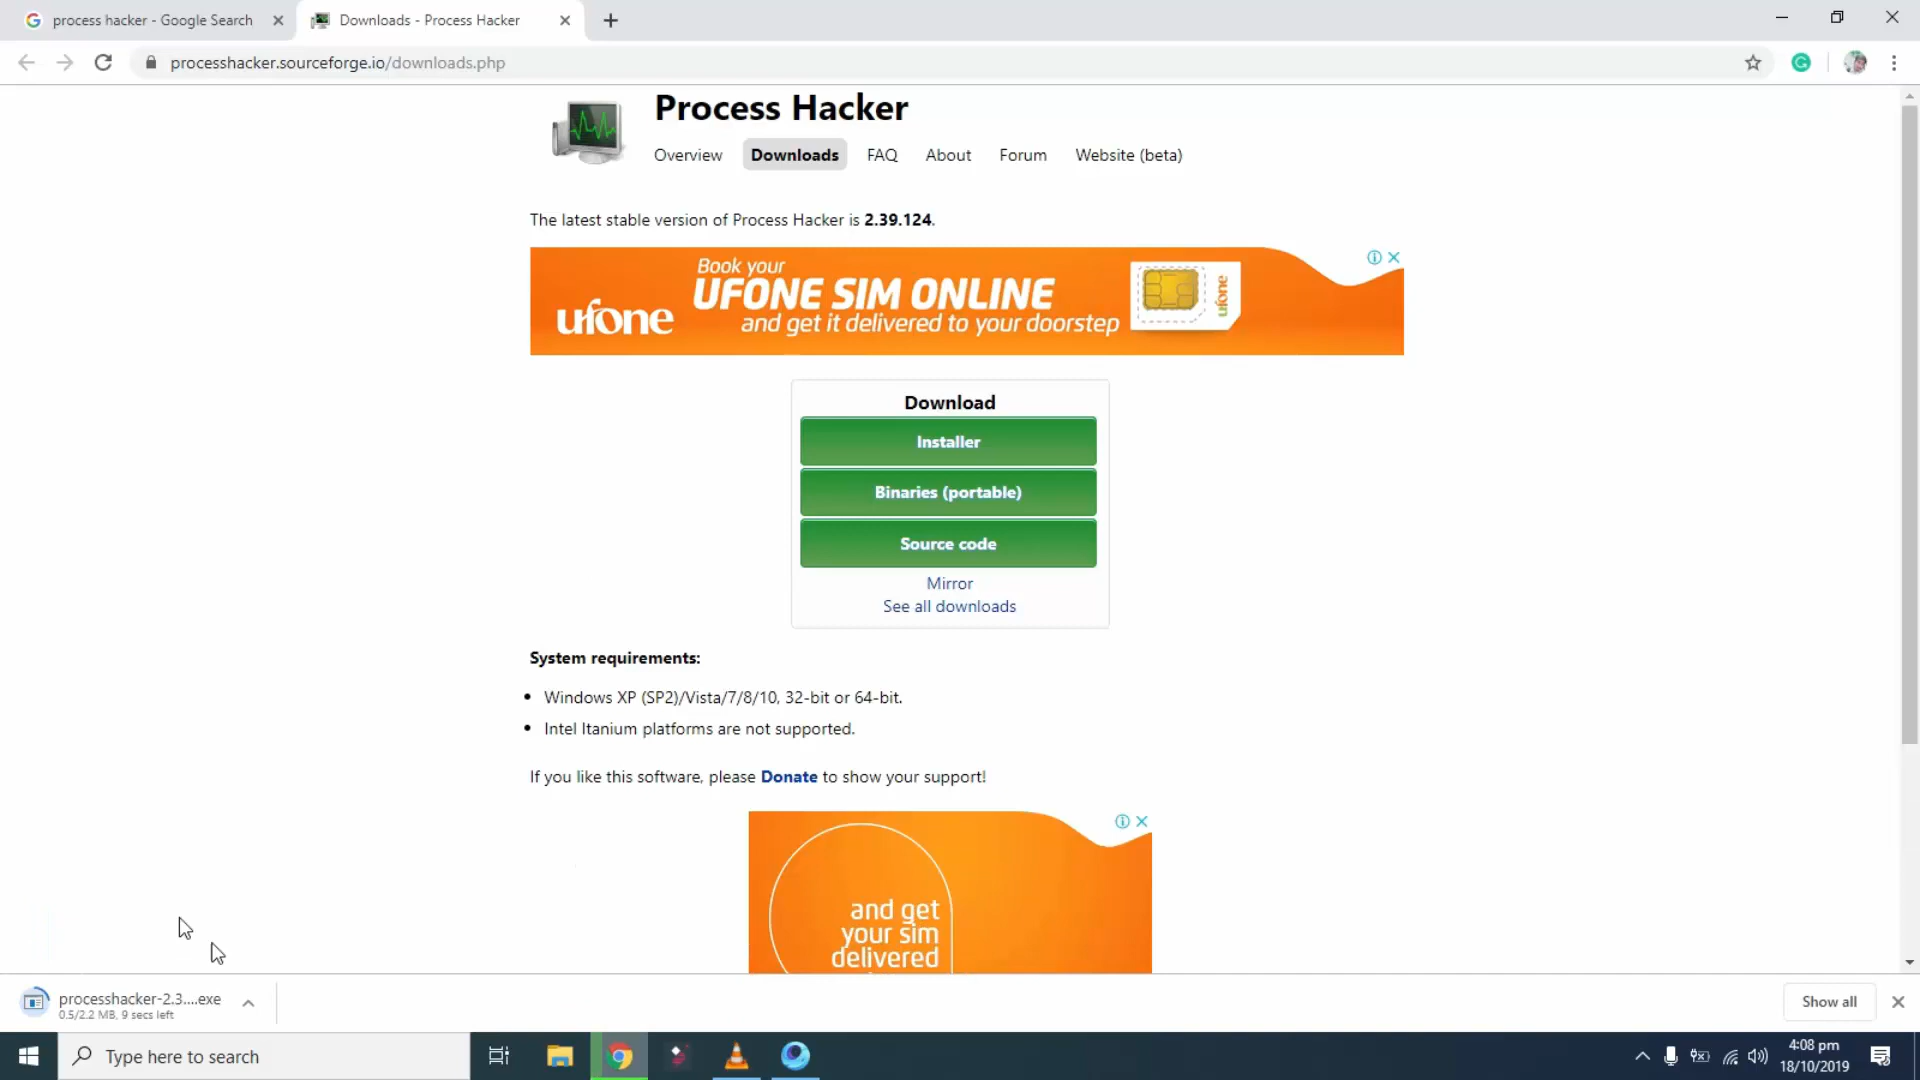 process hacker - Google Search
Downloads - Process Hacker
processhacker.sourceforge.io/downloads.php
Process Hacker
Overview
Downloads
FAQ
About
Forum
Website (beta)
The latest stable version of Process Hacker is 2.39.124.
Book your
UFONE SIM ONLINE
and get it delivered to your doorstep
ufone
ufone
Download
Installer
Binaries (portable)
Source code
Mirror
See all downloads
System requirements:
• Windows XP (SP2)/Vista/7/8/10, 32-bit or 64-bit.
• Intel Itanium platforms are not supported.
If you like this software, please Donate to show your support!
and get
your sim
delivered
processhacker-2.3....exe
0.5/2.2 MB, 9 secs left
Show all
Type here to search
4:08 pm
18/10/2019